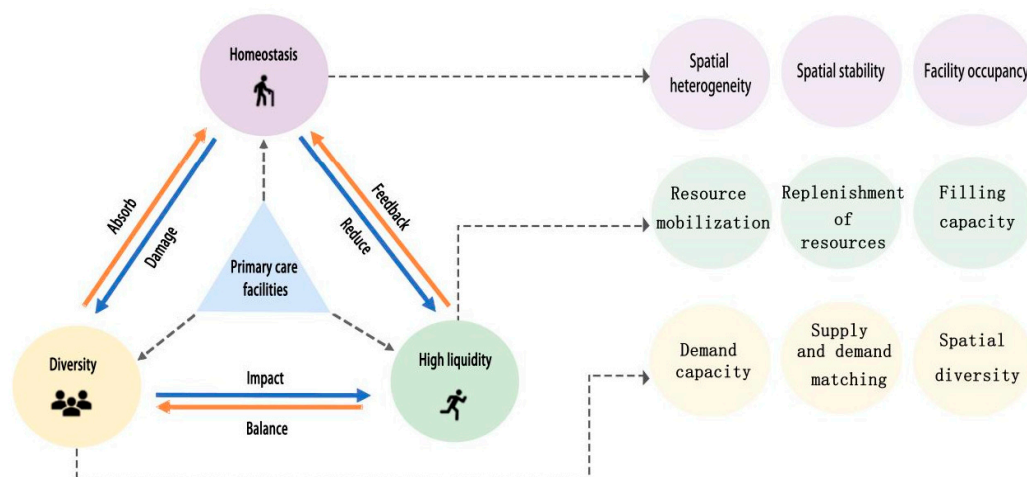 Homeostasis
Absorb
Damage
Feedback
Reduce
Primary care
facilities
Diversity
High liquidity
Impact
Balance
Spatial
heterogeneity
Spatial stability
Facility occupancy
Resource
mobilization
Replenishment
of
resources
Filling
capacity
Demand
capacity
Supply
and demand
matching
Spatial
diversity